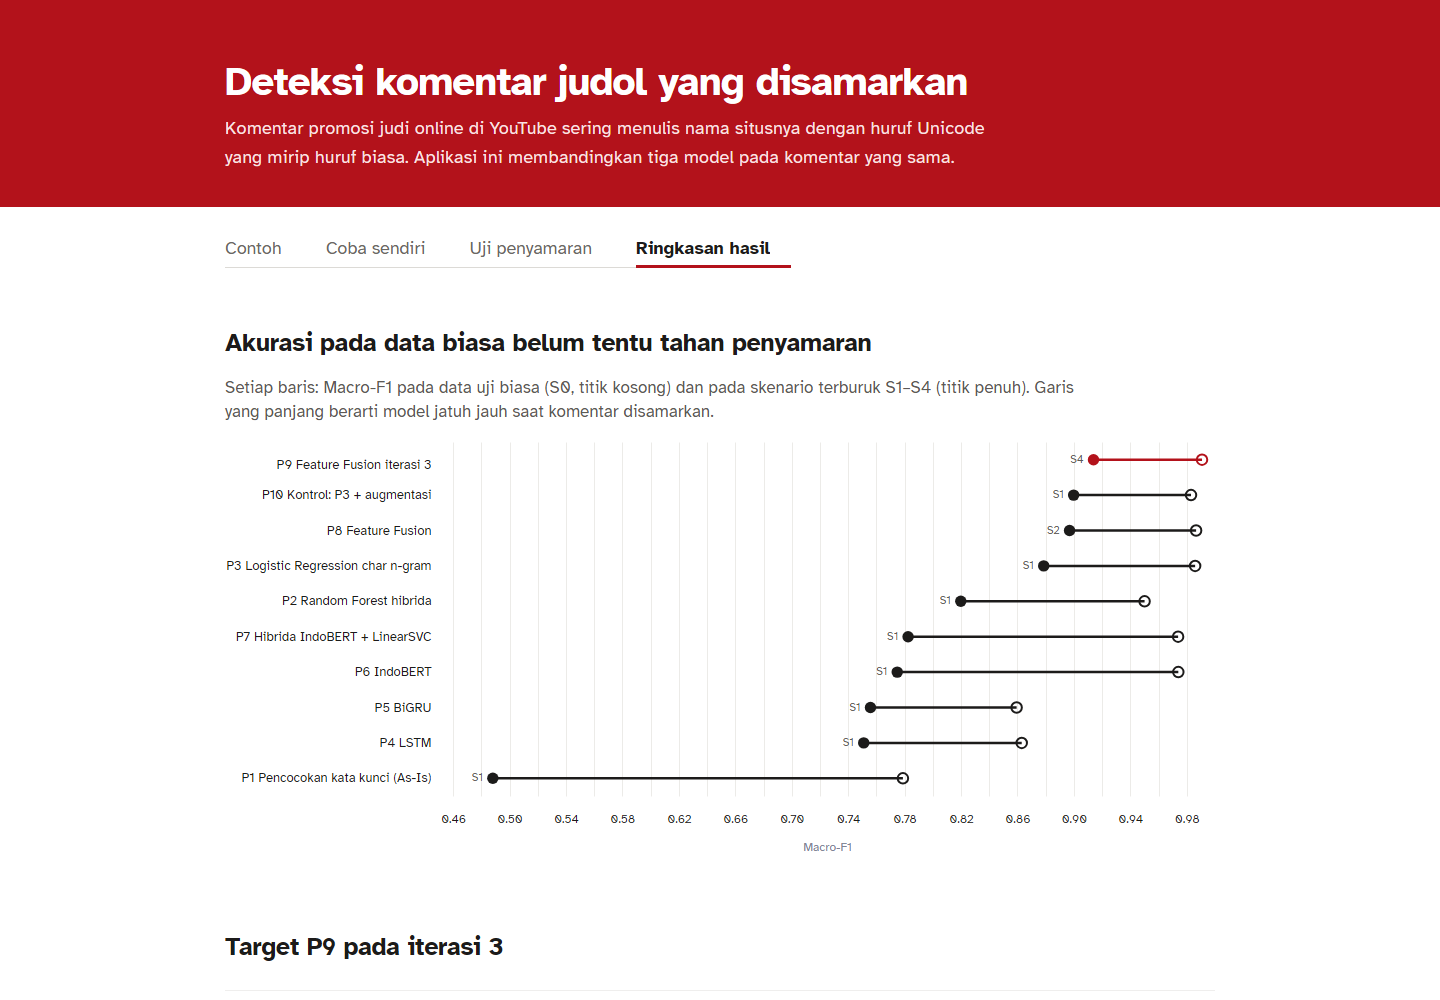 Deteksi komentar judol yang disamarkan
Komentar promosi judi online di YouTube sering menulis nama situsnya dengan huruf Unicode
yang mirip huruf biasa. Aplikasi ini membandingkan tiga model pada komentar yang sama.
Contoh
Coba sendiri
Uji penyamaran
Ringkasan hasil
Akurasi pada data biasa belum tentu tahan penyamaran
Setiap baris: Macro-F1 pada data uji biasa (S0, titik kosong) dan pada skenario terburuk S1–S4 (titik penuh). Garis
yang panjang berarti model jatuh jauh saat komentar disamarkan.
P9 Feature Fusion iterasi 3
S4
P10 Kontrol: P3 + augmentasi
S1
P8 Feature Fusion
S2
P3 Logistic Regression char n-gram
S1
P2 Random Forest hibrida
S1
P7 Hibrida IndoBERT + LinearSVC
S1
P6 IndoBERT
S1
P5 BiGRU
S1
P4 LSTM
S1
P1 Pencocokan kata kunci (As-Is)
S1
0.46 0.50 0.54 0.58 0.62 0.66 0.70 0.74 0.78 0.82 0.86 0.90 0.94 0.98
Macro-F1
Target P9 pada iterasi 3